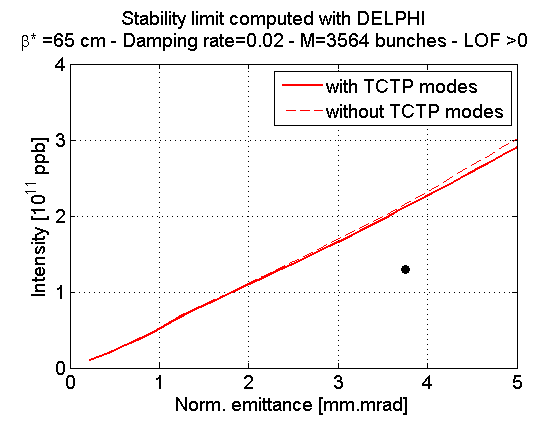 Stability limit computed with DELPHI
β* =65 cm - Damping rate=0.02 - M=3564 bunches - LOF >0
with TCTP modes
without TCTP modes
Intensity [10^11 ppb]
4
3
2
1
0
0 1 2 3 4 5
Norm. emittance [mm.mrad]